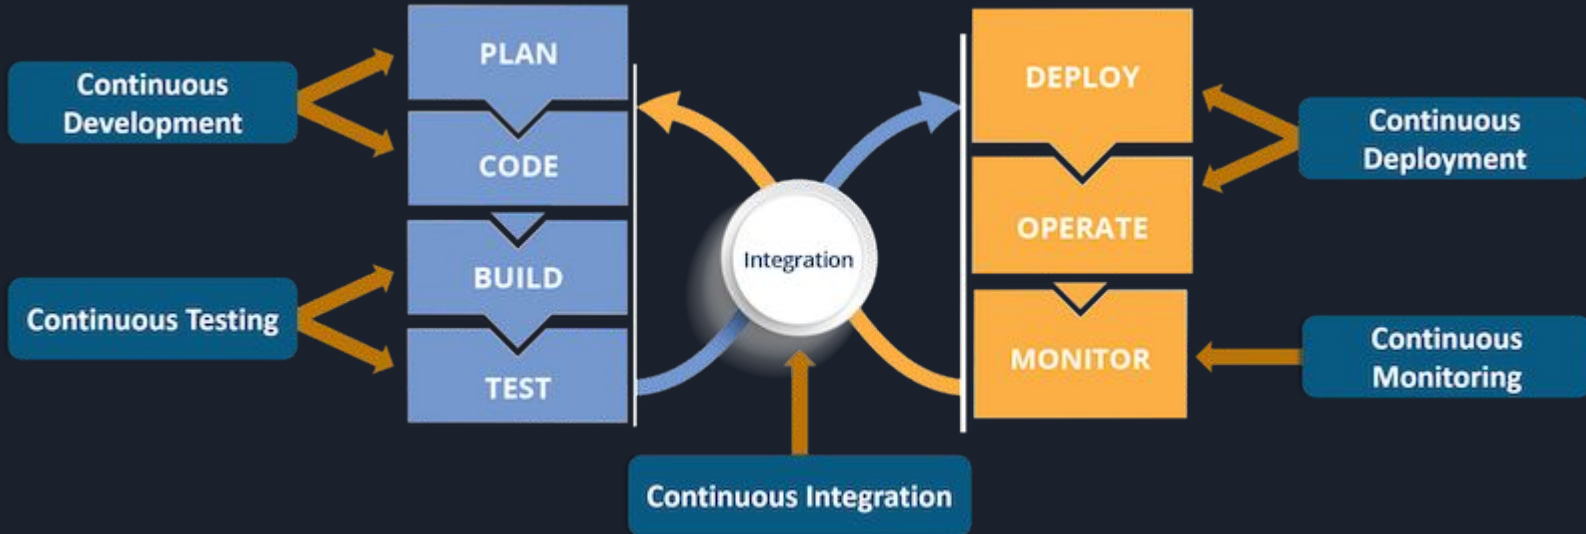 PLAN
CODE
BUILD
TEST
Continuous
Development
Continuous Testing
Integration
Continuous Integration
DEPLOY
OPERATE
MONITOR
Continuous
Deployment
Continuous
Monitoring